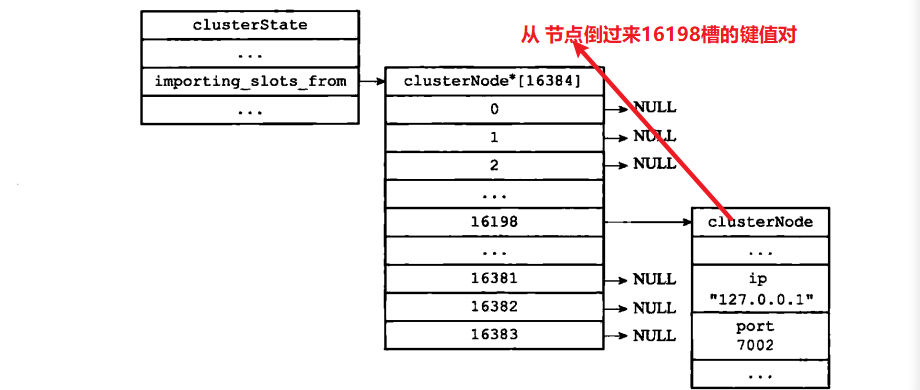 clusterState
...
importing_slots_from
...
从 节点倒过来16198槽的键值对
clusterNode*[16384]
0
NULL
1
NULL
2
NULL
...
16198
...
16381
NULL
16382
NULL
16383
NULL
clusterNode
...
ip
"127.0.0.1"
port
7002
...